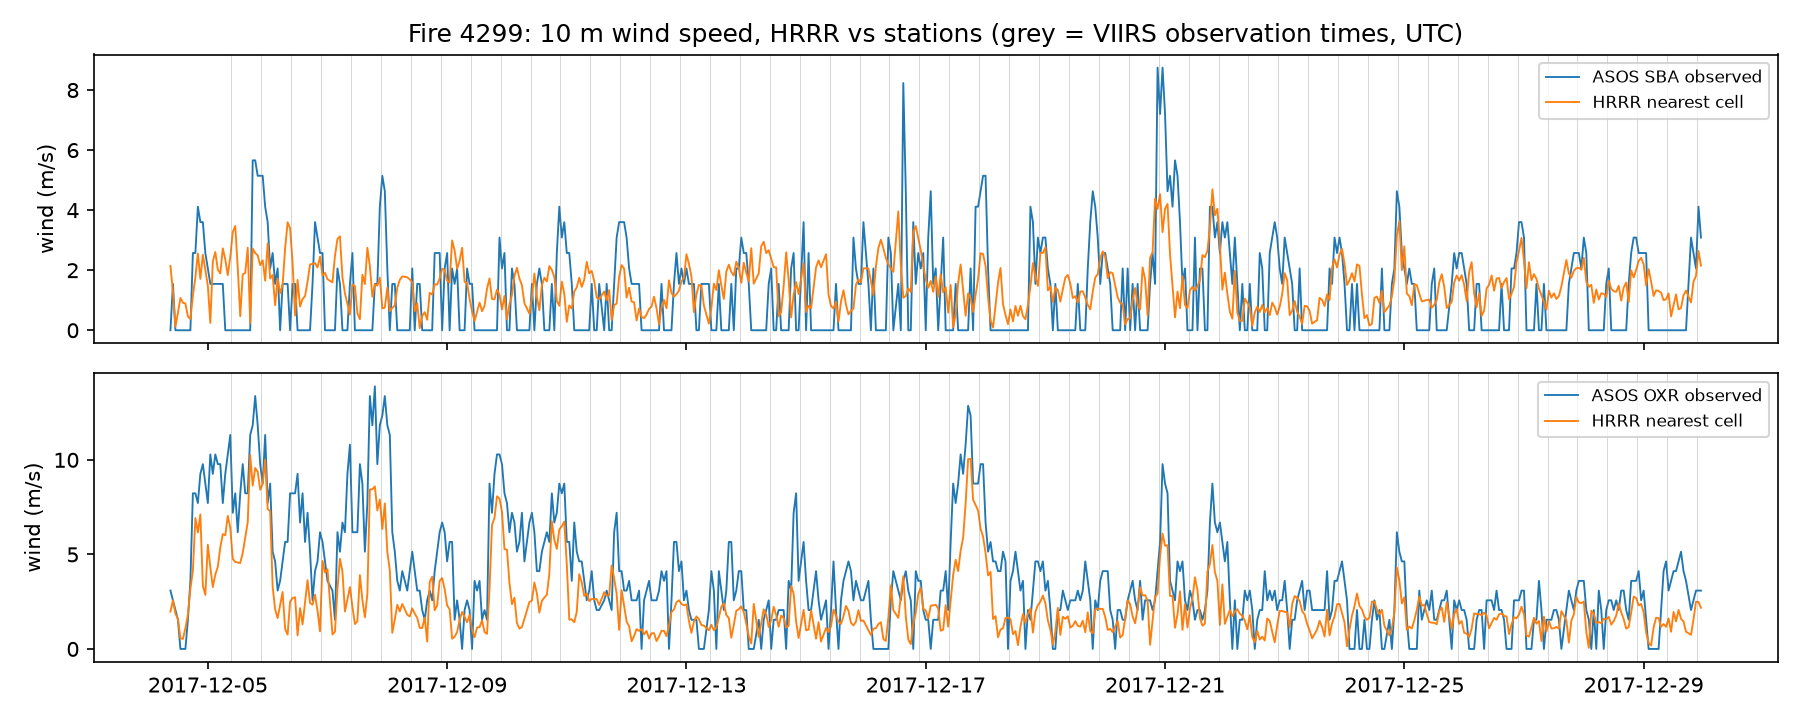 Fire 4299: 10 m wind speed, HRRR vs stations (grey = VIIRS observation times, UTC)
wind (m/s)
8
6
4
2
0
ASOS SBA observed
HRRR nearest cell
wind (m/s)
10
5
0
ASOS OXR observed
HRRR nearest cell
2017-12-05
2017-12-09
2017-12-13
2017-12-17
2017-12-21
2017-12-25
2017-12-29